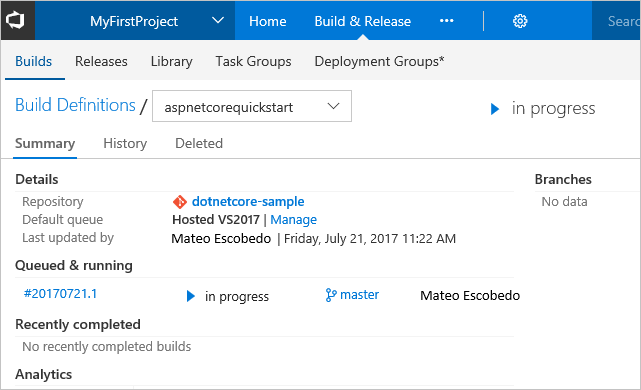 MyFirstProject Home Build & Release ... Searc
Builds Releases Library Task Groups Deployment Groups*
Build Definitions / aspnetcorequickstart in progress
Summary History Deleted
Details Branches
Repository dotnetcore-sample No data
Default queue Hosted VS2017 | Manage
Last updated by Mateo Escobedo | Friday, July 21, 2017 11:22 AM
Queued & running
#20170721.1 in progress master Mateo Escobedo
Recently completed
No recently completed builds
Analytics